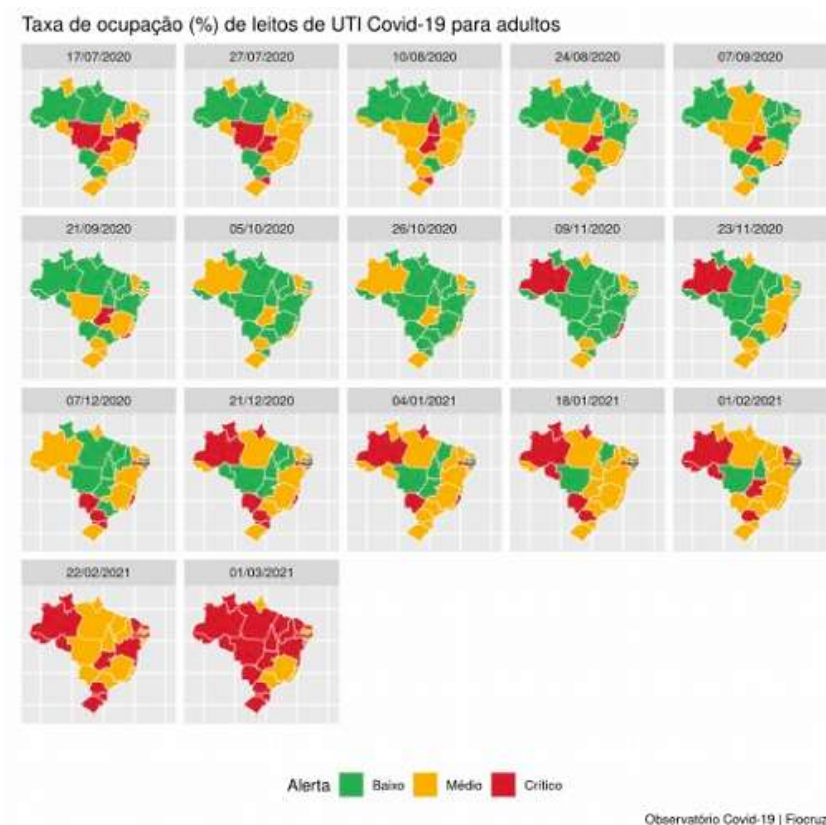 Taxa de ocupação (%) de leitos de UTI Covid-19 para adultos
17/07/2020 27/07/2020 10/08/2020 24/08/2020 07/09/2020
21/09/2020 05/10/2020 26/10/2020 09/11/2020 23/11/2020
07/12/2020 21/12/2020 04/01/2021 18/01/2021 01/02/2021
22/02/2021 01/03/2021
Alerta Baixo Médio Crítico
Observatório Covid-19 | Fiocruz